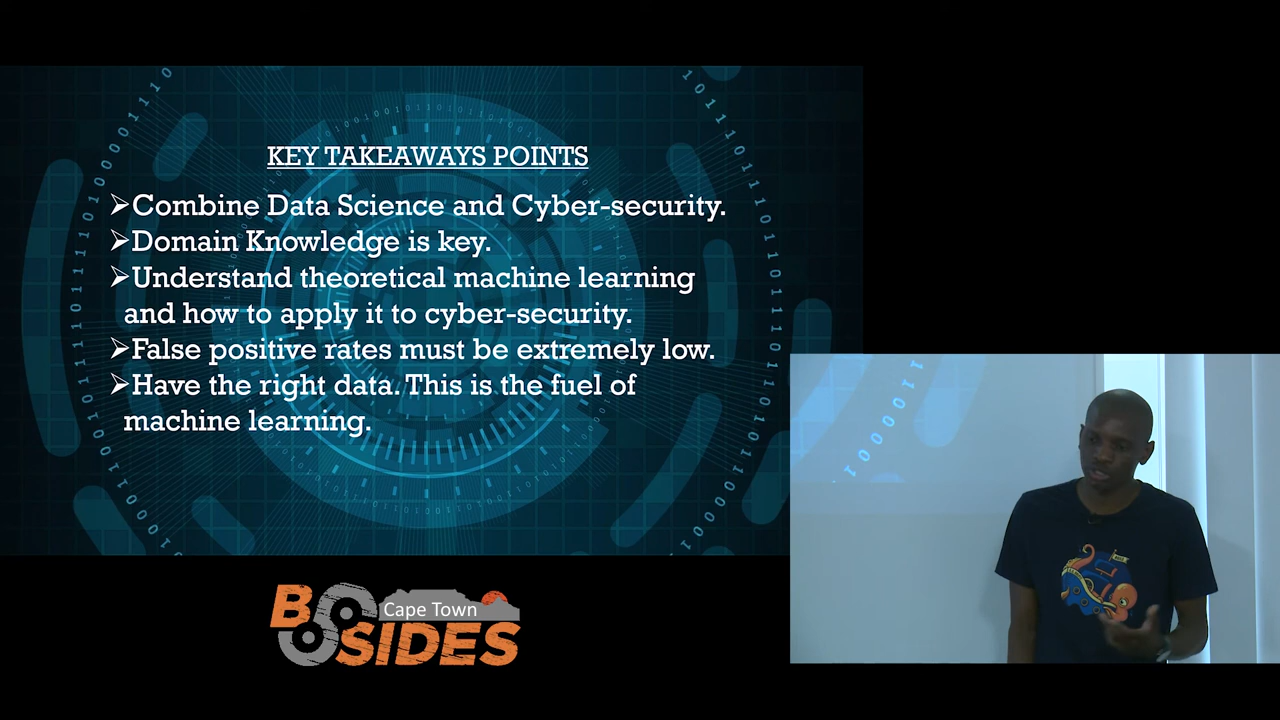 KEY TAKEAWAYS POINTS
➢Combine Data Science and Cyber-security.
➢Domain Knowledge is key.
➢Understand theoretical machine learning
and how to apply it to cyber-security.
➢False positive rates must be extremely low.
➢Have the right data. This is the fuel of
machine learning.
B
Cape Town
SIDES